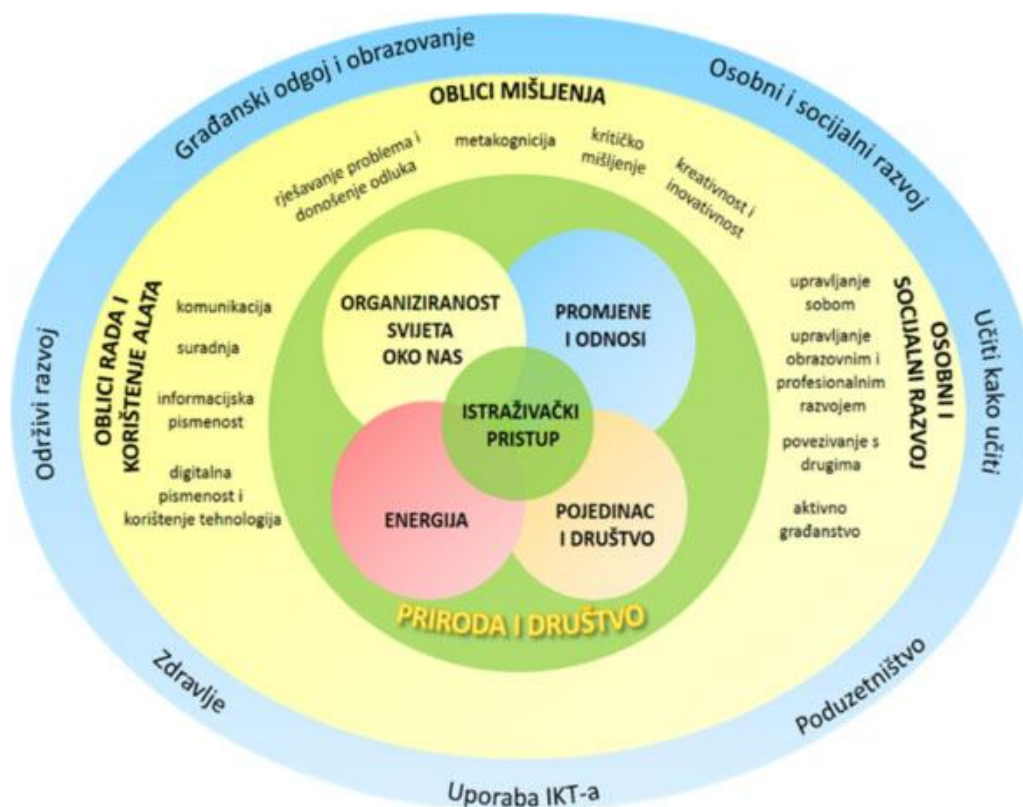 Građanski odgoj i obrazovanje
Osobni i socijalni razvoj
Učiti kako učiti
Poduzetništvo
Uporaba IKT-a
Zdravlje
Održivi razvoj
OBLICI MIŠLJENJA
rješavanje problema i
donošenje odluka
metakognicija
kritičko
mišljenje
kreativnost i
inovativnost
OBLICI RADA I
KORIŠTENJE ALATA
komunikacija
suradnja
informacijska
pismenost
digitalna
pismenost i
korištenje tehnologija
OSOBNI I
SOCIJALNI RAZVOJ
upravljanje
sobom
upravljanje
obrazovnim i
profesionalnim
razvojem
povezivanje s
drugima
aktivno
građanstvo
ORGANIZIRANOST
SVIJETA
OKO NAS
PROMJENE
I ODNOSI
ISTRAŽIVAČKI
PRISTUP
ENERGIJA
POJEDINAC
I DRUŠTVO
PRIRODA I DRUŠTVO